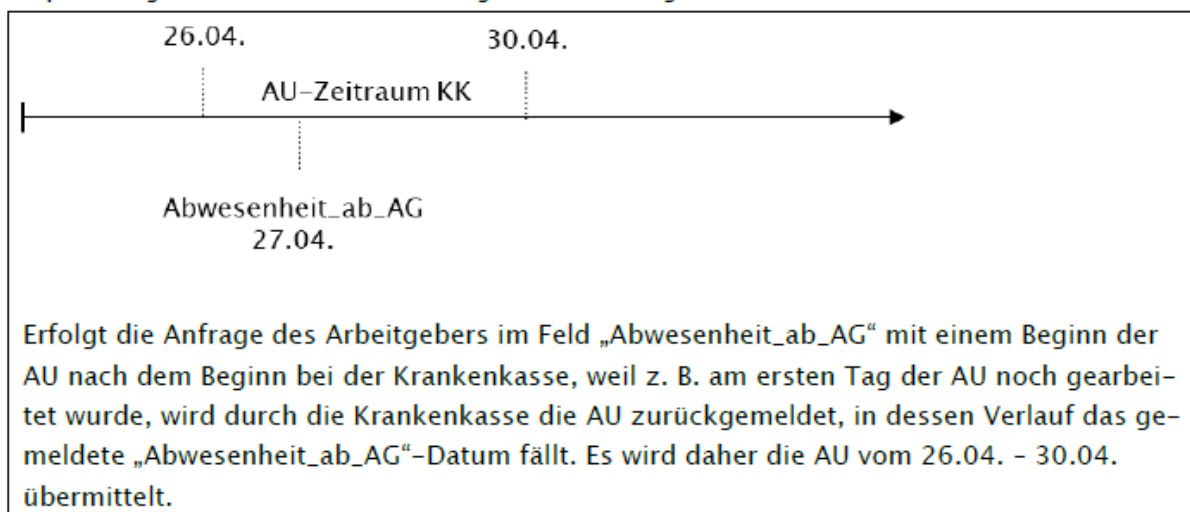 26.04.
30.04.
AU-Zeitraum KK
Abwesenheit_ab_AG
27.04.
Erfolgt die Anfrage des Arbeitgebers im Feld „Abwesenheit_ab_AG“ mit einem Beginn der
AU nach dem Beginn bei der Krankenkasse, weil z. B. am ersten Tag der AU noch gearbei-
tet wurde, wird durch die Krankenkasse die AU zurückgemeldet, in dessen Verlauf das ge-
meldete „Abwesenheit_ab_AG“-Datum fällt. Es wird daher die AU vom 26.04. – 30.04.
übermittelt.